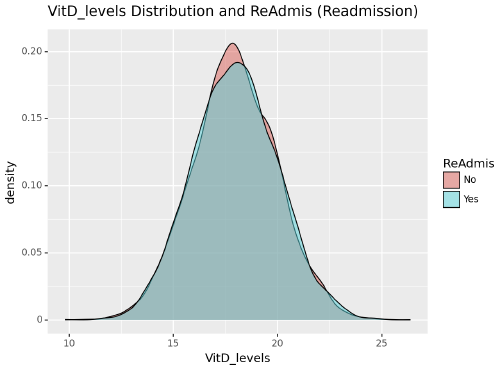 VitD_levels Distribution and ReAdmis (Readmission)
0.20
0.15
0.10
0.05
0
density
10
15
20
25
VitD_levels
ReAdmis
No
Yes